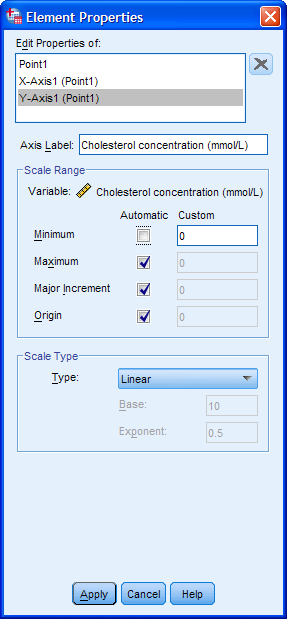 Element Properties
Edit Properties of:
Point1
X-Axis1 (Point1)
Y-Axis1 (Point1)
Axis Label: Cholesterol concentration (mmol/L)
Scale Range
Variable: Cholesterol concentration (mmol/L)
Automatic Custom
Minimum 0
Maximum 0
Major Increment 0
Origin 0
Scale Type
Type: Linear
Base: 10
Exponent: 0.5
Apply Cancel Help